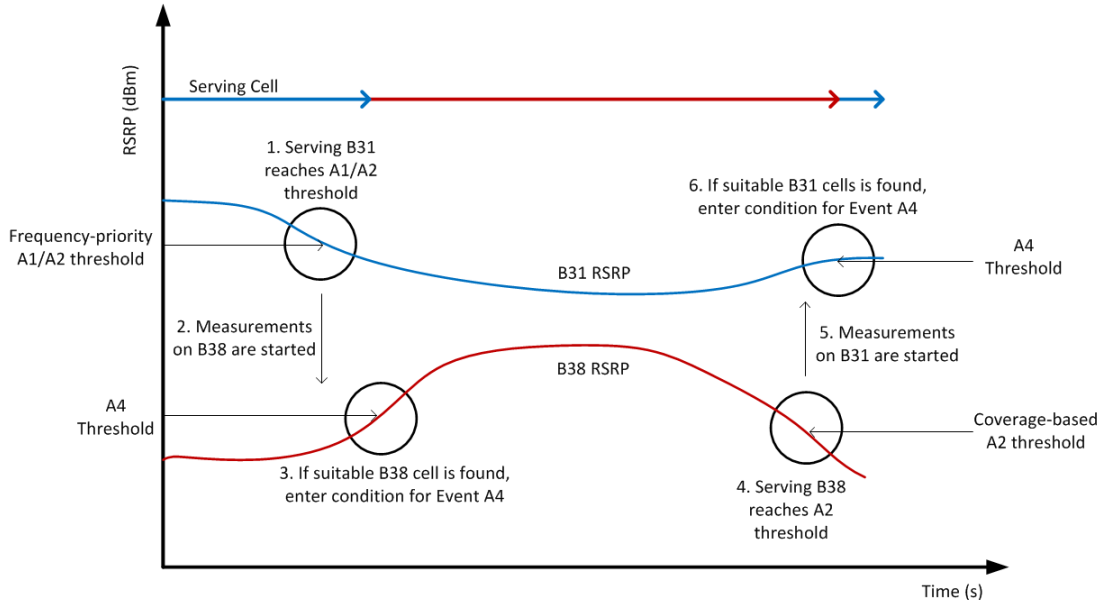 RSRP (dBm)
Serving Cell
1. Serving B31
reaches A1/A2
threshold
6. If suitable B31 cells is found,
enter condition for Event A4
Frequency-priority
A1/A2 threshold
A4
Threshold
B31 RSRP
2. Measurements
on B38 are started
5. Measurements
on B31 are started
B38 RSRP
A4
Threshold
Coverage-based
A2 threshold
3. If suitable B38 cell is found,
enter condition for Event A4
4. Serving B38
reaches A2
threshold
Time (s)